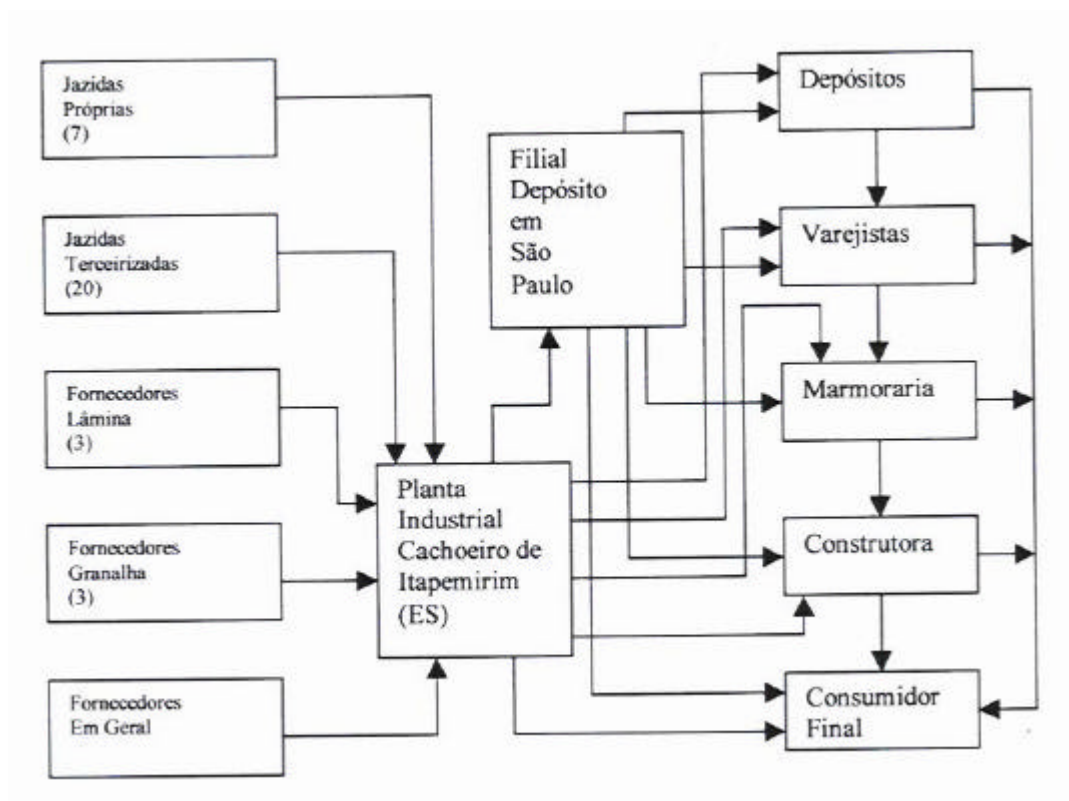 Jazidas
Próprias
(7)
Jazidas
Terceirizadas
(20)
Fornecedores
Lâmina
(3)
Fornecedores
Granalha
(3)
Fornecedores
Em Geral
Planta
Industrial
Cachoeiro de
Itapemirim
(ES)
Filial
Depósito
em
São
Paulo
Depósitos
Varejistas
Marmoraria
Construtora
Consumidor
Final